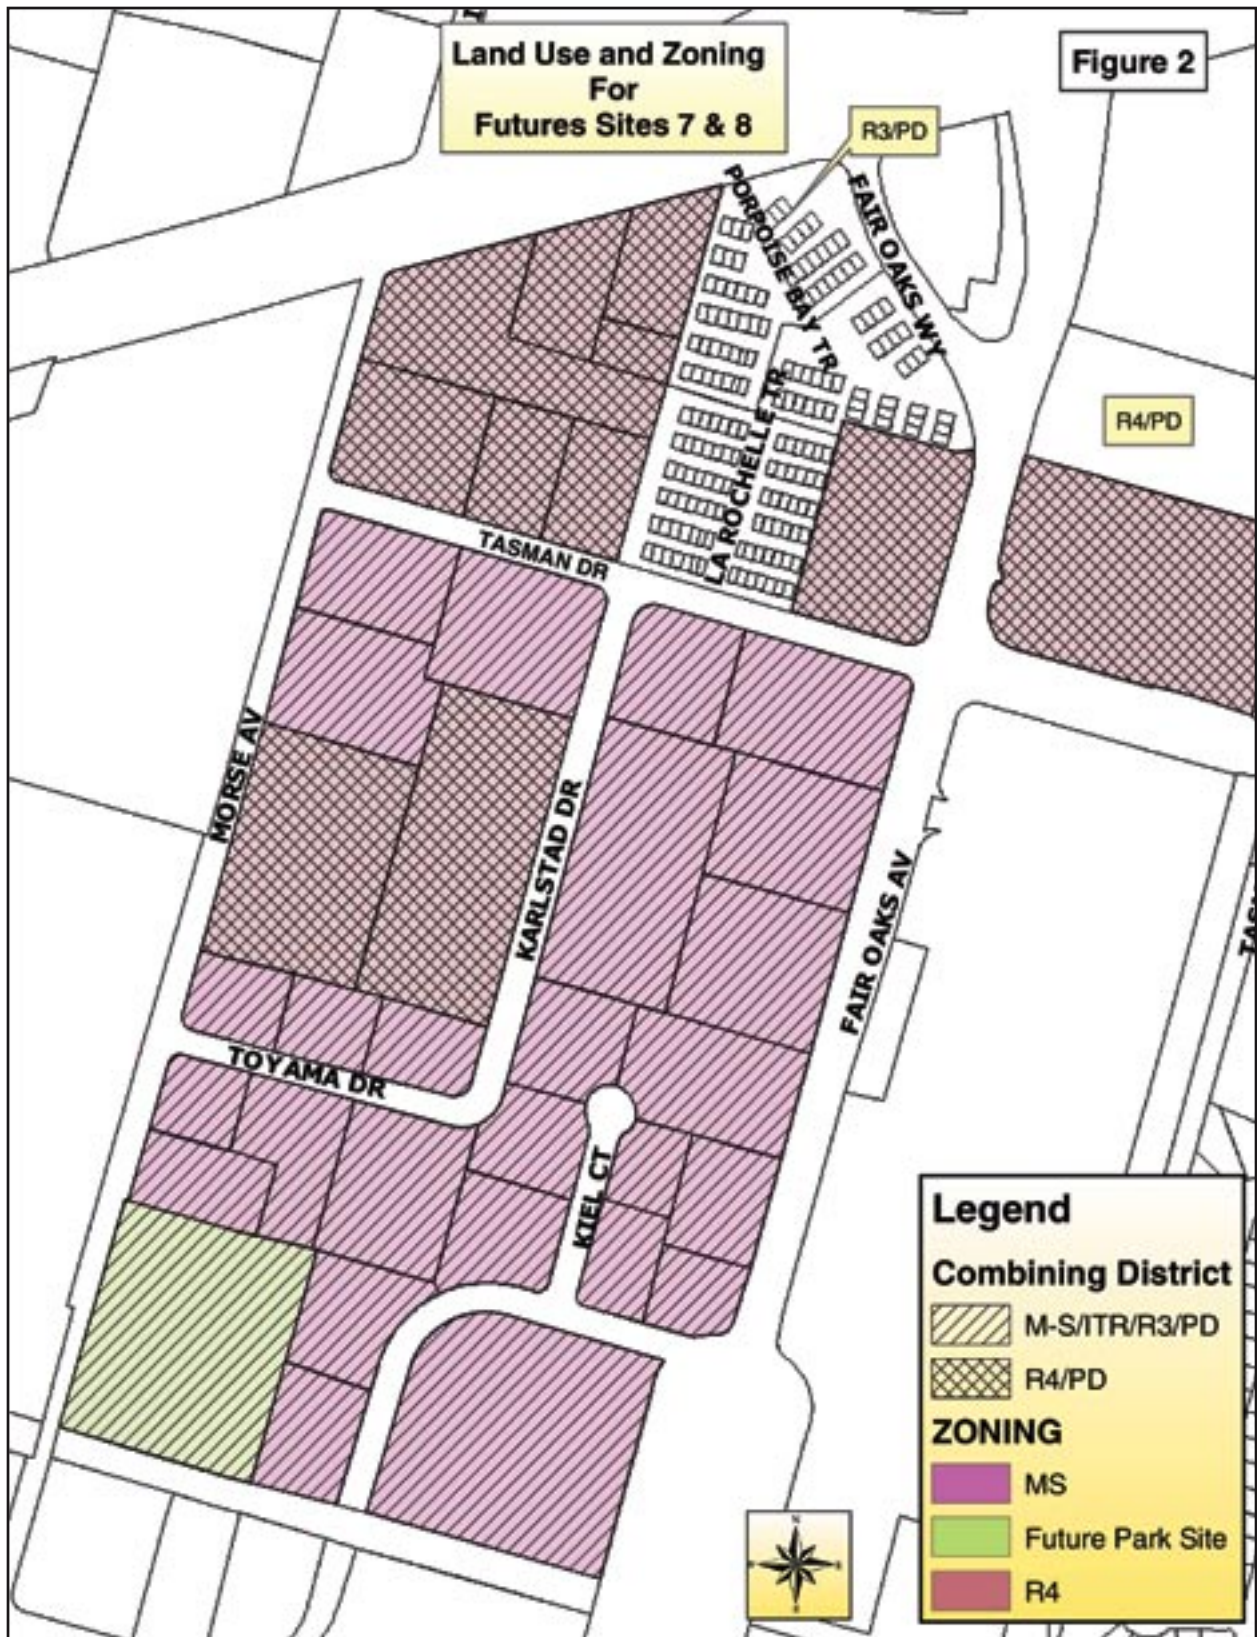 Land Use and Zoning
For
Futures Sites 7 & 8
Figure 2
R3/PD
PORPOISE BAY TR
FAIR OAKS WY
R4/PD
LA ROCHELLE TR
TASMAN DR
MORSE AV
KARLSTAD DR
FAIR OAKS AV
TOYAMA DR
KIEL CT
Legend
Combining District
M-S/ITR/R3/PD
R4/PD
ZONING
MS
Future Park Site
R4
N